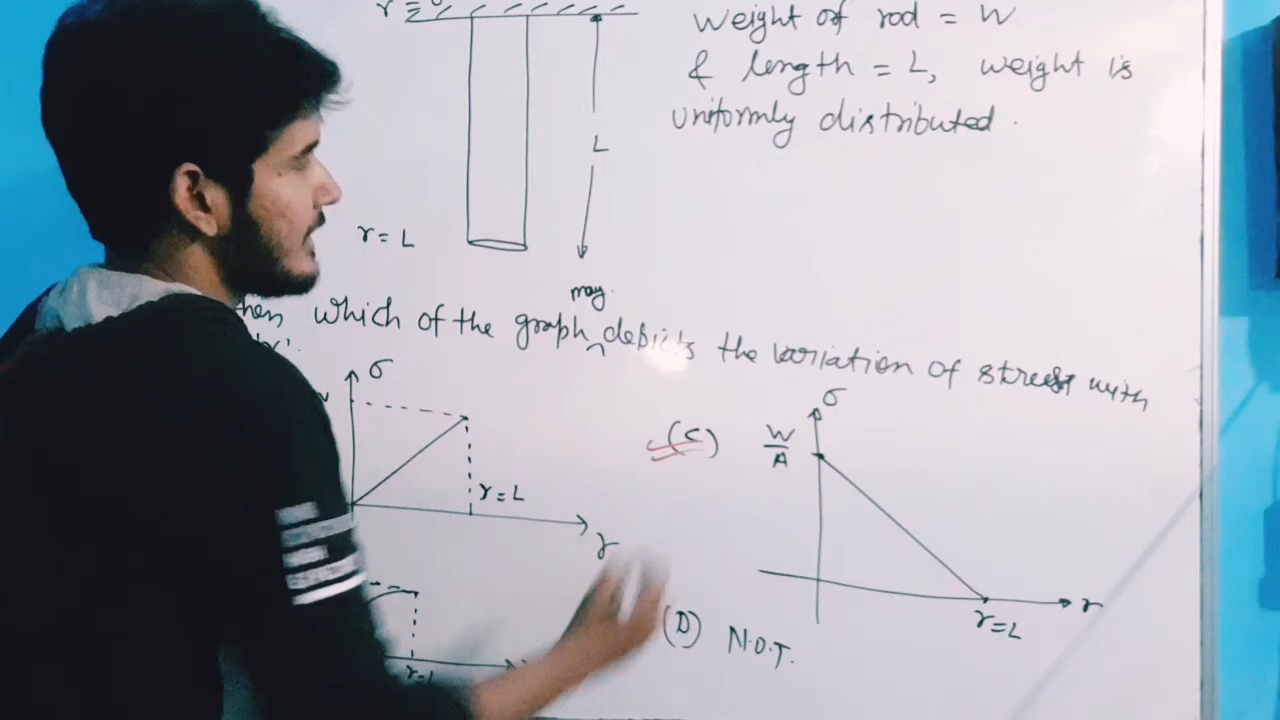 r=0
weight of rod = W
& length = L, weight is
uniformly distributed.
L
r=L
may
which of the graph depicts the variation of stress with
'r'.
σ
r=L
r
(C) W/A
σ
r=L
r
r=L
(D) N.O.T.